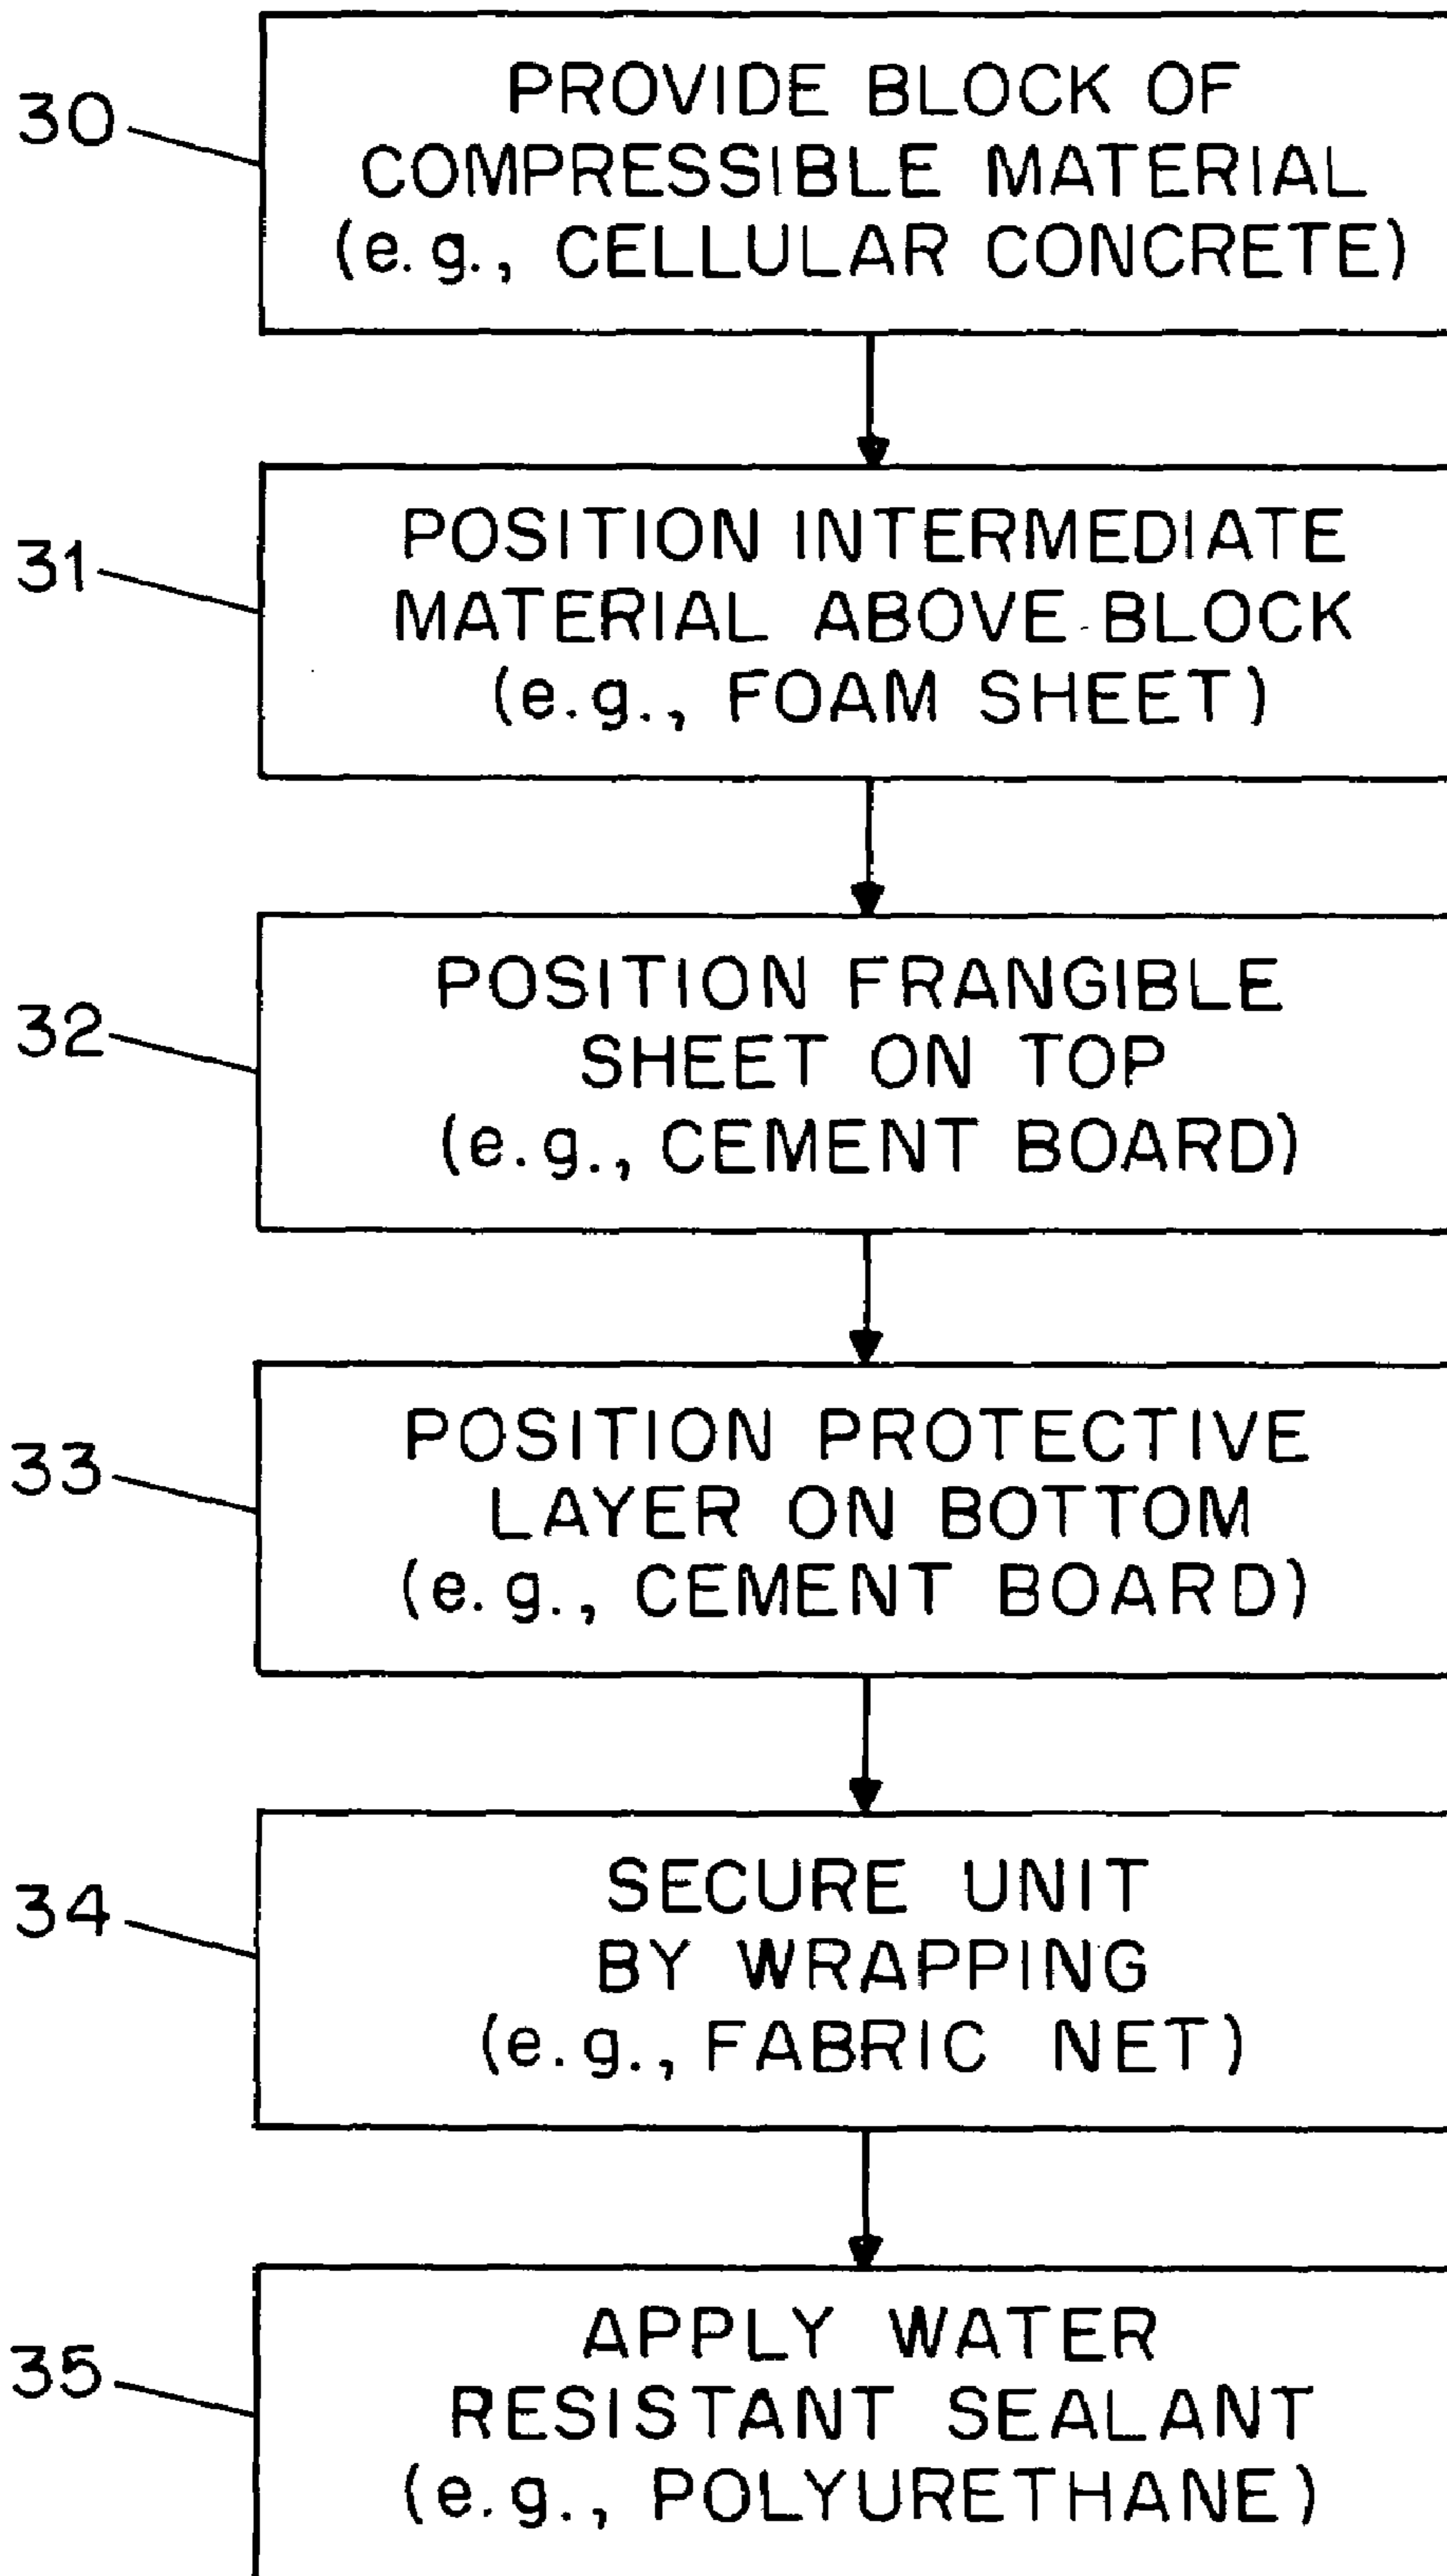 30
PROVIDE BLOCK OF
COMPRESSIBLE MATERIAL
(e.g., CELLULAR CONCRETE)
31
POSITION INTERMEDIATE
MATERIAL ABOVE BLOCK
(e.g., FOAM SHEET)
32
POSITION FRANGIBLE
SHEET ON TOP
(e.g., CEMENT BOARD)
33
POSITION PROTECTIVE
LAYER ON BOTTOM
(e.g., CEMENT BOARD)
34
SECURE UNIT
BY WRAPPING
(e.g., FABRIC NET)
35
APPLY WATER
RESISTANT SEALANT
(e.g., POLYURETHANE)